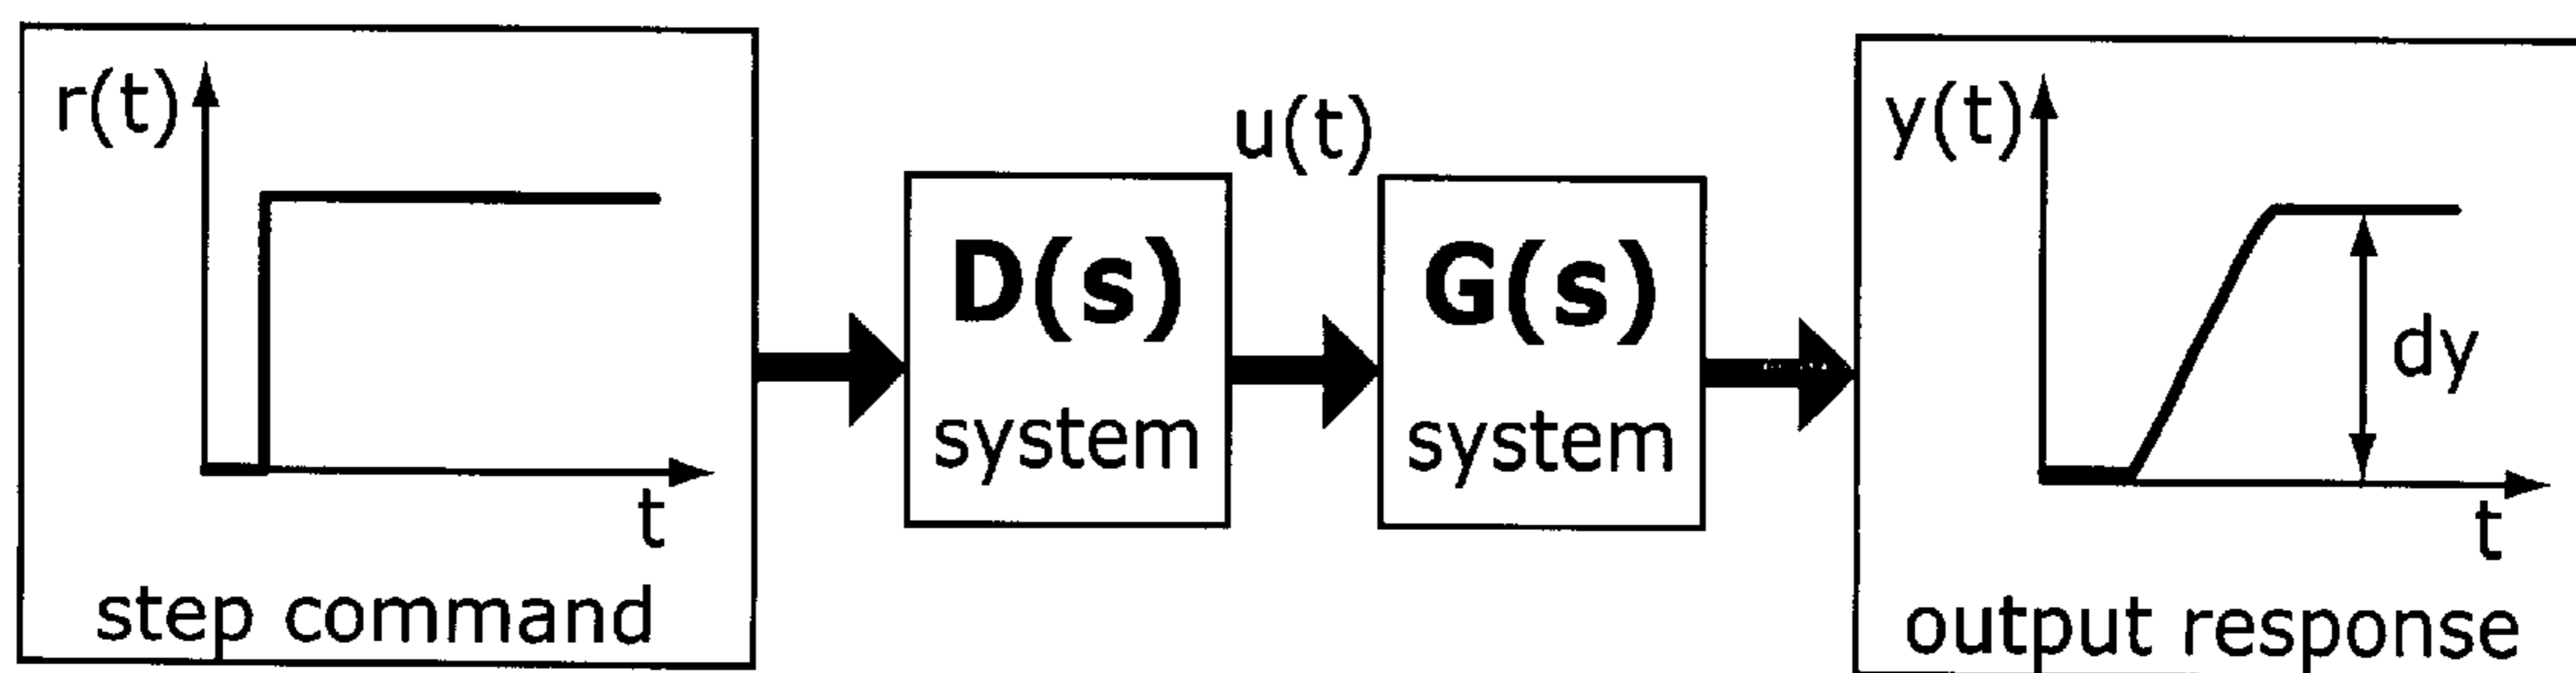 r(t)
t
step command
D(s)
system
u(t)
G(s)
system
y(t)
dy
t
output response